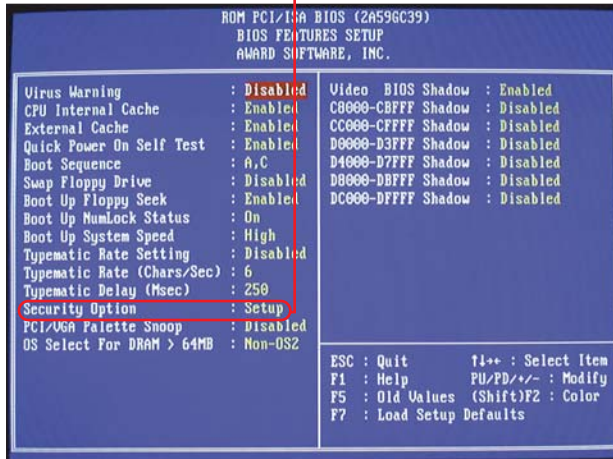 ROM PCI/ISA BIOS (2A59GC39)
BIOS FEATURES SETUP
AWARD SOFTWARE, INC.
Virus Warning : Disabled
CPU Internal Cache : Enabled
External Cache : Enabled
Quick Power On Self Test : Enabled
Boot Sequence : A,C
Swap Floppy Drive : Disabled
Boot Up Floppy Seek : Enabled
Boot Up NumLock Status : On
Boot Up System Speed : High
Typematic Rate Setting : Disabled
Typematic Rate (Chars/Sec) : 6
Typematic Delay (Msec) : 250
Security Option : Setup
PCI/VGA Palette Snoop : Disabled
OS Select For DRAM > 64MB : Non-OS2
Video BIOS Shadow : Enabled
C8000-CBFFF Shadow : Disabled
CC000-CFFFF Shadow : Disabled
D0000-D3FFF Shadow : Disabled
D4000-D7FFF Shadow : Disabled
D8000-DBFFF Shadow : Disabled
DC000-DFFFF Shadow : Disabled
ESC : Quit ↑↓→← : Select Item
F1 : Help PU/PD/+/- : Modify
F5 : Old Values (Shift)F2 : Color
F7 : Load Setup Defaults